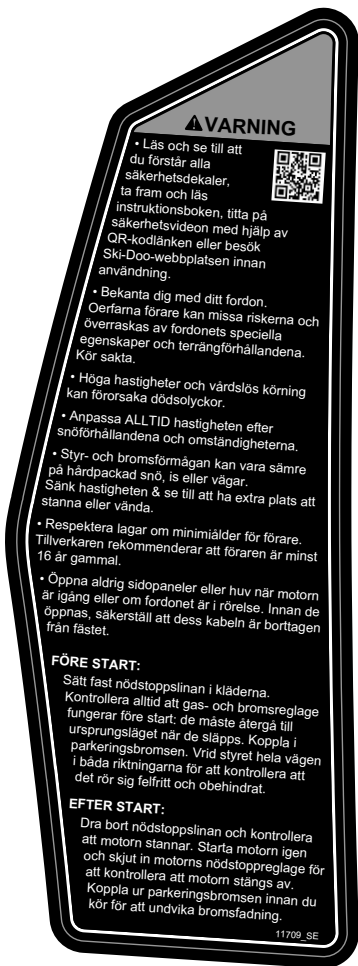 VARNING
• Läs och se till att
du förstår alla
säkerhetsdekaler,
ta fram och läs
instruktionsboken, titta på
säkerhetsvideon med hjälp av
QR-kodlänken eller besök
Ski-Doo-webbplatsen innan
användning.
• Bekanta dig med ditt fordon.
Oerfarna förare kan missa riskerna och
överraskas av fordonets speciella
egenskaper och terrängförhållandena.
Kör sakta.
• Höga hastigheter och vårdslös körning
kan förorsaka dödsolyckor.
• Anpassa ALLTID hastigheten efter
snöförhållandena och omständigheterna.
• Styr- och bromsförmågan kan vara sämre
på hårdpackad snö, is eller vägar.
Sänk hastigheten & se till att ha extra plats att
stanna eller vända.
• Respektera lagar om minimiålder för förare.
Tillverkaren rekommenderar att föraren är minst
16 år gammal.
• Öppna aldrig sidopaneler eller huv när motorn
är igång eller om fordonet är i rörelse. Innan de
öppnas, säkerställ att dess kabeln är borttagen
från fästet.
FÖRE START:
Sätt fast nödstoppslinan i kläderna.
Kontrollera alltid att gas- och bromsreglage
fungerar före start: de måste återgå till
ursprungsläget när de släpps. Koppla i
parkeringsbromsen. Vrid styret hela vägen
i båda riktningarna för att kontrollera att
det rör sig felfritt och obehindrat.
EFTER START:
Dra bort nödstoppslinan och kontrollera
att motorn stannar. Starta motorn igen
och skjut in motorns nödstoppreglage för
att kontrollera att motorn stängs av.
Koppla ur parkeringsbromsen innan du
kör för att undvika bromsfadning.
11709_SE